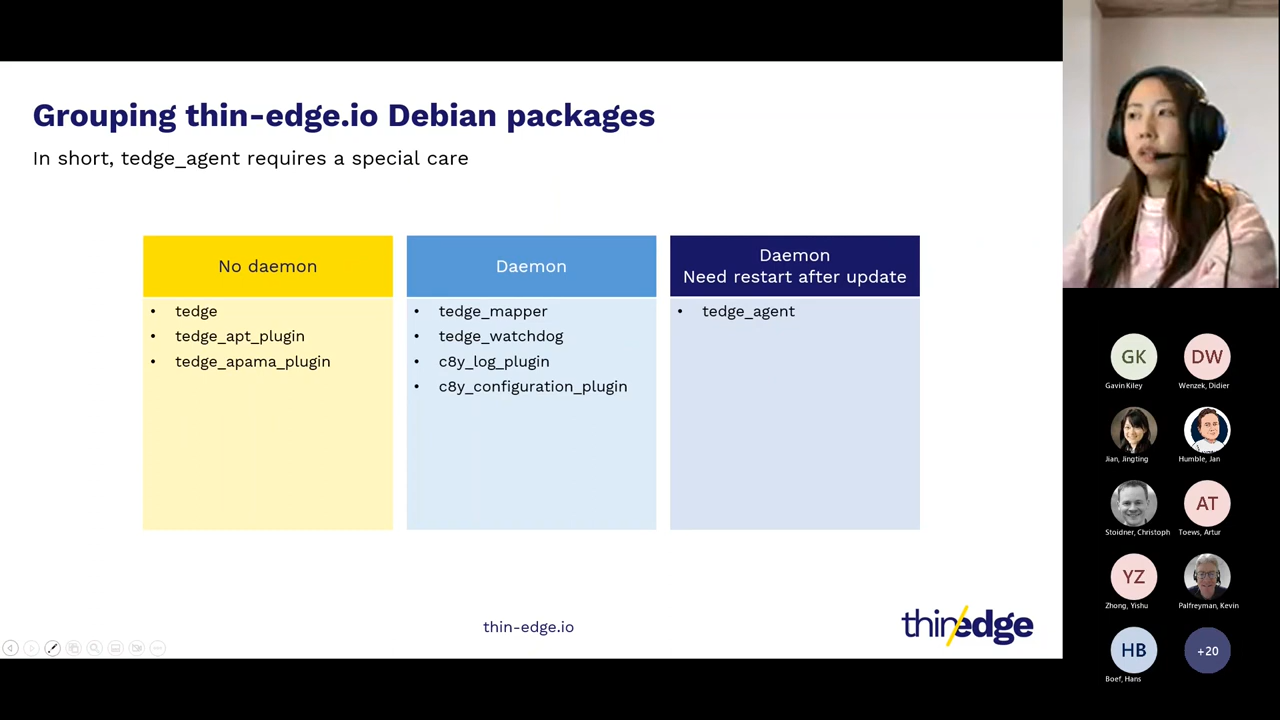 Grouping thin-edge.io Debian packages
In short, tedge_agent requires a special care
No daemon
• tedge
• tedge_apt_plugin
• tedge_apama_plugin
Daemon
• tedge_mapper
• tedge_watchdog
• c8y_log_plugin
• c8y_configuration_plugin
Daemon
Need restart after update
• tedge_agent
thin-edge.io
thin/edge
GK
Gavin Kiley
DW
Wenzek, Didier
Jian, Jingting
Humble, Jan
Stoidner, Christoph
AT
Toews, Artur
YZ
Zhong, Yishu
Palfreyman, Kevin
HB
Boef, Hans
+20